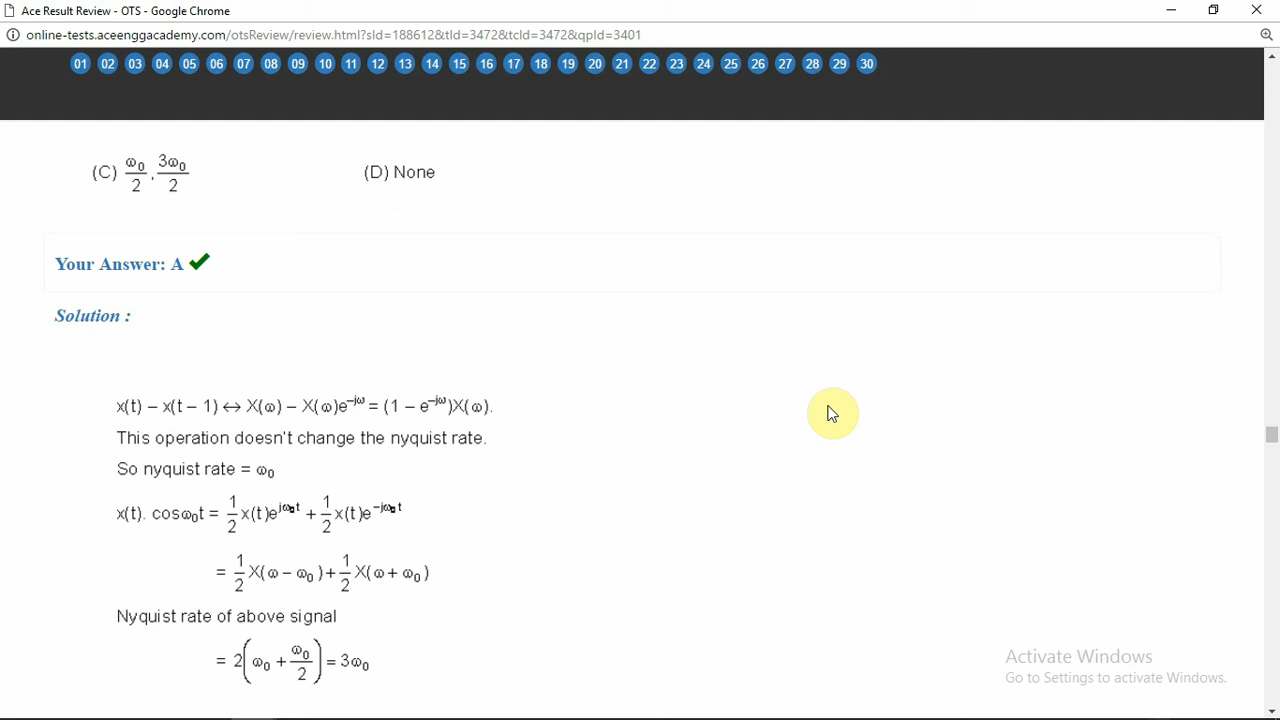 Ace Result Review - OTS - Google Chrome
online-tests.aceenggacademy.com/otsReview/review.html?sId=188612&tId=3472&tcId=3472&qpId=3401
01 02 03 04 05 06 07 08 09 10 11 12 13 14 15 16 17 18 19 20 21 22 23 24 25 26 27 28 29 30
(C) ω₀/2, 3ω₀/2 (D) None
Your Answer: A ✔
Solution :
x(t) – x(t – 1) ↔ X(ω) – X(ω)e^–jω = (1 – e^–jω)X(ω).
This operation doesn't change the nyquist rate.
So nyquist rate = ω₀
x(t). cosω₀t = 1/2 x(t)e^jω₀t + 1/2 x(t)e^–jω₀t
= 1/2 X(ω – ω₀) + 1/2 X(ω + ω₀)
Nyquist rate of above signal
= 2(ω₀ + ω₀/2) = 3ω₀
Activate Windows
Go to Settings to activate Windows.